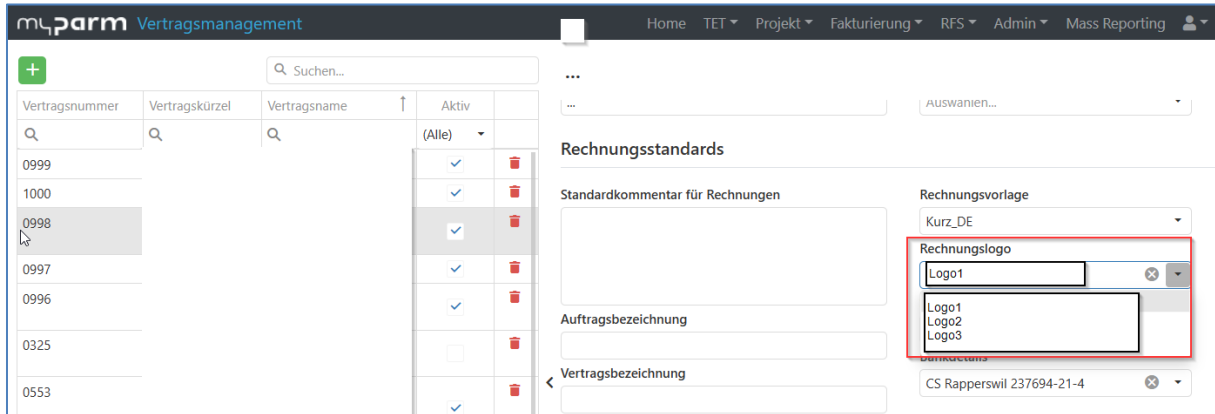 myparm Vertragsmanagement
Home TET Projekt Fakturierung RFS Admin Mass Reporting
Suchen...
...
Vertragsnummer Vertragskürzel Vertragsname Aktiv
... Auswählen...
(Alle)
Rechnungsstandards
0999
1000
Standardkommentar für Rechnungen Rechnungsvorlage
0998
Kurz_DE
Rechnungslogo
0997
Logo1
0996
Logo1
Logo2
Auftragsbezeichnung
Logo3
0325
Bankdetails
Vertragsbezeichnung
0553
CS Rapperswil 237694-21-4